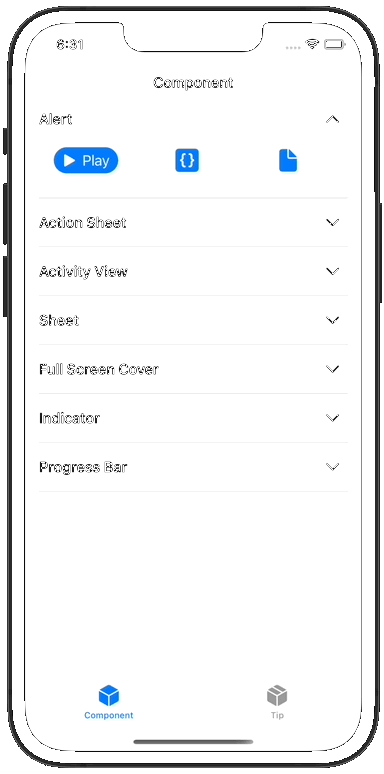 6:31
Component
Alert
Play
{}
Action Sheet
Activity View
Sheet
Full Screen Cover
Indicator
Progress Bar
Component
Tip